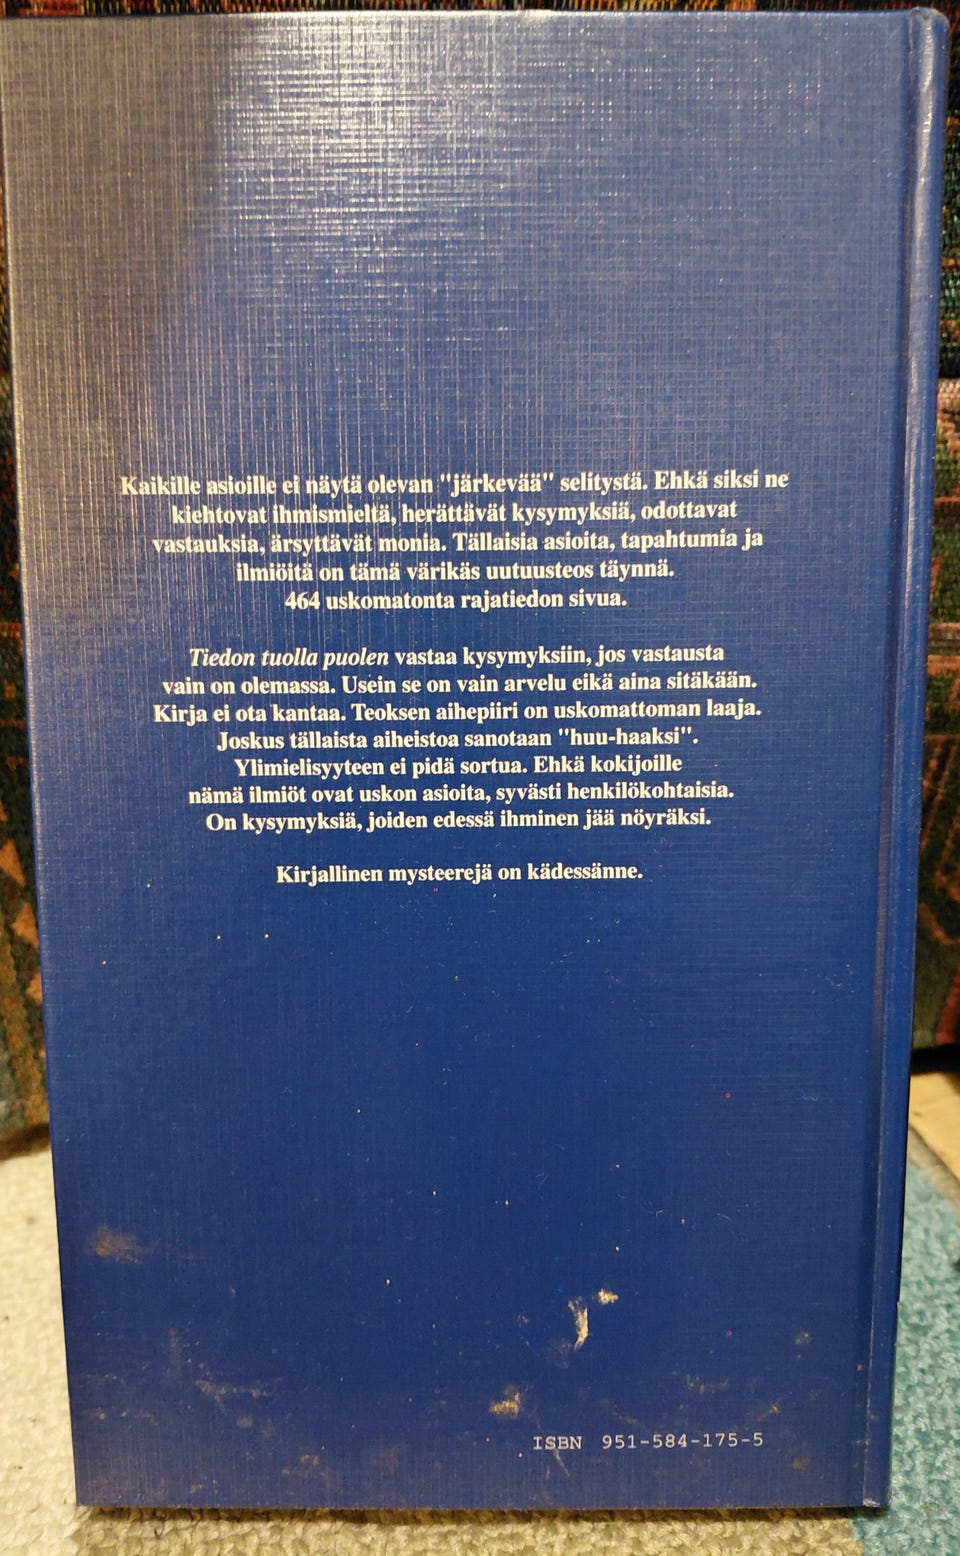 Kaikille asioille ei näytä olevan "järkevää" selitystä. Ehkä siksi ne
kiehtovat ihmismieltä, herättävät kysymyksiä, odottavat
vastauksia, ärsyttävät monia. Tällaisia asioita, tapahtumia ja
ilmiöitä on tämä värikäs uutuusteos täynnä.
464 uskomatonta rajatiedon sivua.
Tiedon tuolla puolen vastaa kysymyksiin, jos vastausta
vain on olemassa. Usein se on vain arvelu eikä aina sitäkään.
Kirja ei ota kantaa. Teoksen aihepiiri on uskomattoman laaja.
Joskus tällaista aiheistoa sanotaan "huu-haaksi".
Ylimielisyyteen ei pidä sortua. Ehkä kokijoille
nämä ilmiöt ovat uskon asioita, syvästi henkilökohtaisia.
On kysymyksiä, joiden edessä ihminen jää nöyräksi.
Kirjallinen mysteerejä on kädessänne.
ISBN 951-584-175-5